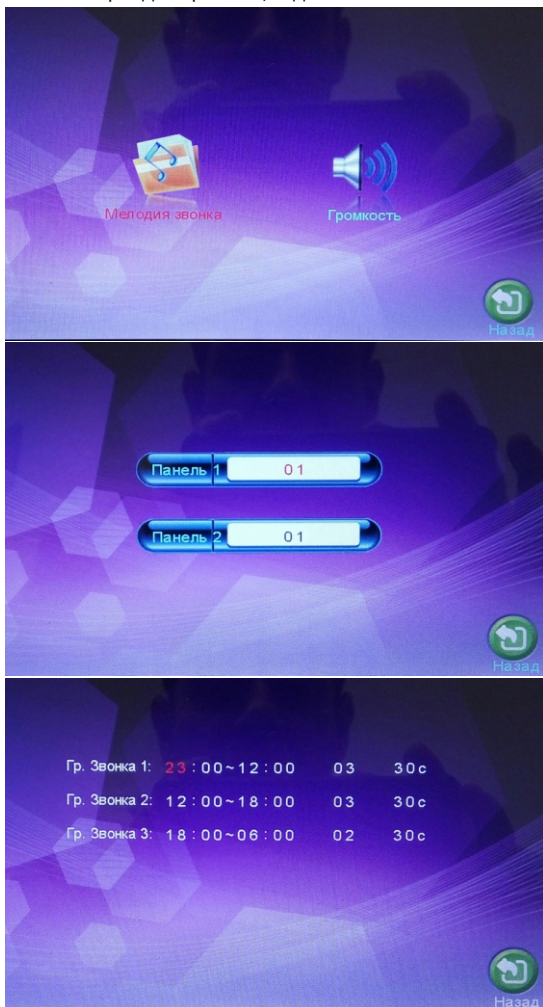 Мелодия звонка
Громкость
Назад
Панель 1 01
Панель 2 01
Назад
Гр. Звонка 1: 23:00~12:00 03 30с
Гр. Звонка 2: 12:00~18:00 03 30с
Гр. Звонка 3: 18:00~06:00 02 30с
Назад